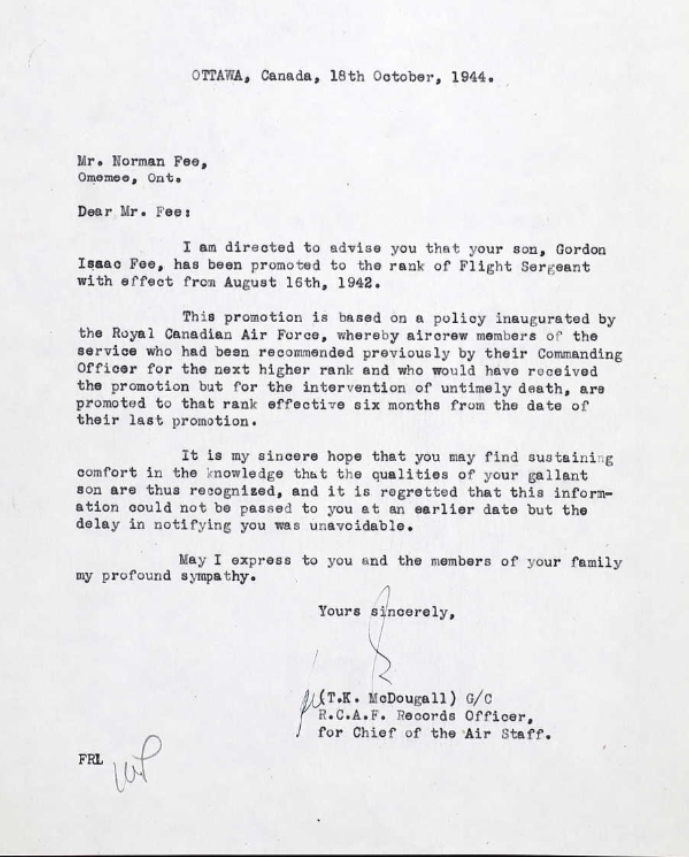 OTTAWA, Canada, 18th October, 1944.
Mr. Norman Fee,
Omemee, Ont.
Dear Mr. Fee:
I am directed to advise you that your son, Gordon
Isaac Fee, has been promoted to the rank of Flight Sergeant
with effect from August 16th, 1942.
This promotion is based on a policy inaugurated by
the Royal Canadian Air Force, whereby aircrew members of the
service who had been recommended previously by their Commanding
Officer for the next higher rank and who would have received
the promotion but for the intervention of untimely death, are
promoted to that rank effective six months from the date of
their last promotion.
It is my sincere hope that you may find sustaining
comfort in the knowledge that the qualities of your gallant
son are thus recognized, and it is regretted that this inform-
ation could not be passed to you at an earlier date but the
delay in notifying you was unavoidable.
May I express to you and the members of your family
my profound sympathy.
Yours sincerely,
(T.K. McDougall) G/C
R.C.A.F. Records Officer,
for Chief of the Air Staff.
FRL